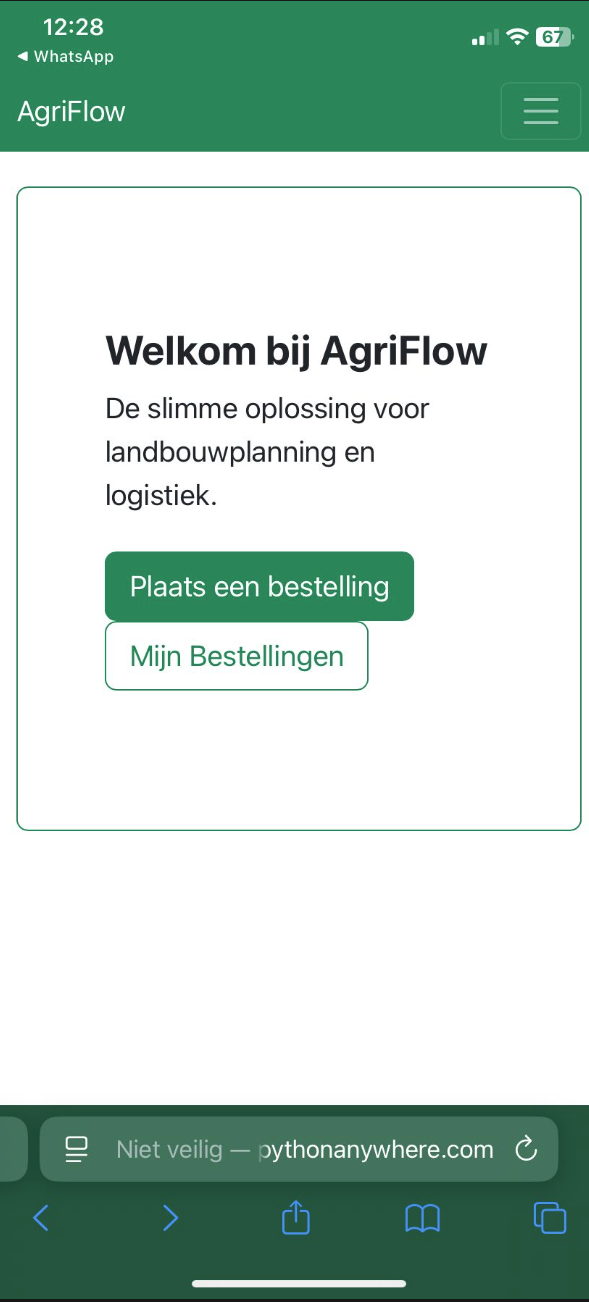 12:28
◀ WhatsApp
67
AgriFlow
Welkom bij AgriFlow
De slimme oplossing voor
landbouwplanning en
logistiek.
Plaats een bestelling
Mijn Bestellingen
Niet veilig — pythonanywhere.com